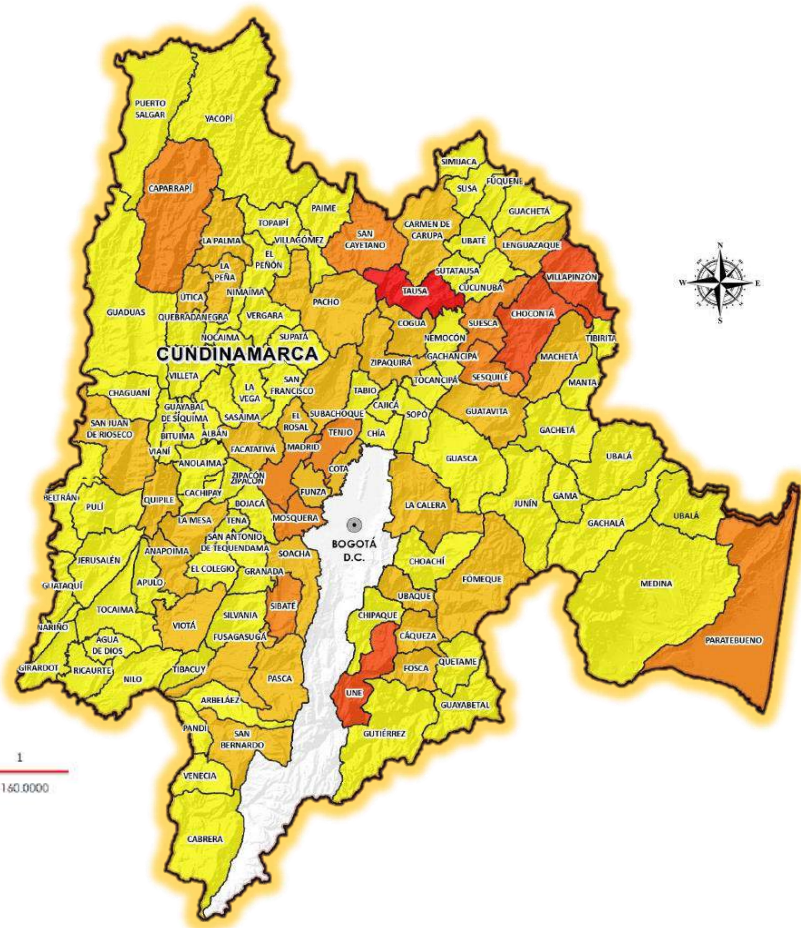 PUERTO
SALGAR
YACOPÍ
CAPARRAPÍ
SIMIJACA
SUSA
FÚQUENE
GUACHETÁ
PAIME
TOPAIPÍ
VILLAGÓMEZ
SAN
CAYETANO
CARMEN DE
CARUPA
UBATÉ
LENGUAZAQUE
LA PALMA
EL
PEÑÓN
SUTATAUSA
CUCUNUBÁ
VILLAPINZÓN
LA
PEÑA
NIMAIMA
PACHO
TAUSA
N
W
E
S
GUADUAS
ÚTICA
QUEBRADANEGRA
VERGARA
COGUA
SUESCA
CHOCONTÁ
NOCAIMA
SUPATÁ
NEMOCÓN
TIBIRITA
CUNDINAMARCA
ZIPAQUIRÁ
GACHANCIPÁ
MACHETÁ
VILLETA
TOCANCIPÁ
SESQUILÉ
MANTA
CHAGUANÍ
LA
VEGA
SAN
FRANCISCO
TABIO
CAJICÁ
GUAYABAL
DE SÍQUIMA
SASAIMA
EL
ROSAL
SUBACHOQUE
SOPÓ
GUATAVITA
SAN JUAN
DE RIOSECO
BITUIMA
ALBÁN
TENJO
CHÍA
GACHETÁ
VIANÍ
FACATATIVÁ
MADRID
GUASCA
UBALÁ
ANOLAIMA
ZIPACÓN
ZIPACÓN
COTA
BELTRÁN
PULÍ
QUIPILE
CACHIPAY
FUNZA
GAMA
BOJACÁ
LA CALERA
JUNÍN
UBALÁ
LA MESA
TENA
MOSQUERA
GACHALÁ
BOGOTÁ
D.C.
SAN ANTONIO
DE TEQUENDAMA
JERUSALÉN
ANAPOIMA
SOACHA
CHOACHÍ
EL COLEGIO
GRANADA
GUATAQUÍ
APULO
FÓMEQUE
MEDINA
UBAQUE
TOCAIMA
SIBATÉ
CHIPAQUE
VIOTÁ
SILVANIA
NARIÑO
CÁQUEZA
AGUA
DE DIOS
FUSAGASUGÁ
PARATEBUENO
GIRARDOT
RICAURTE
NILO
TIBACUY
PASCA
FOSCA
QUETAME
UNE
ARBELÁEZ
GUAYABETAL
PANDI
SAN
BERNARDO
GUTIÉRREZ
1
160.0000
VENECIA
CABRERA